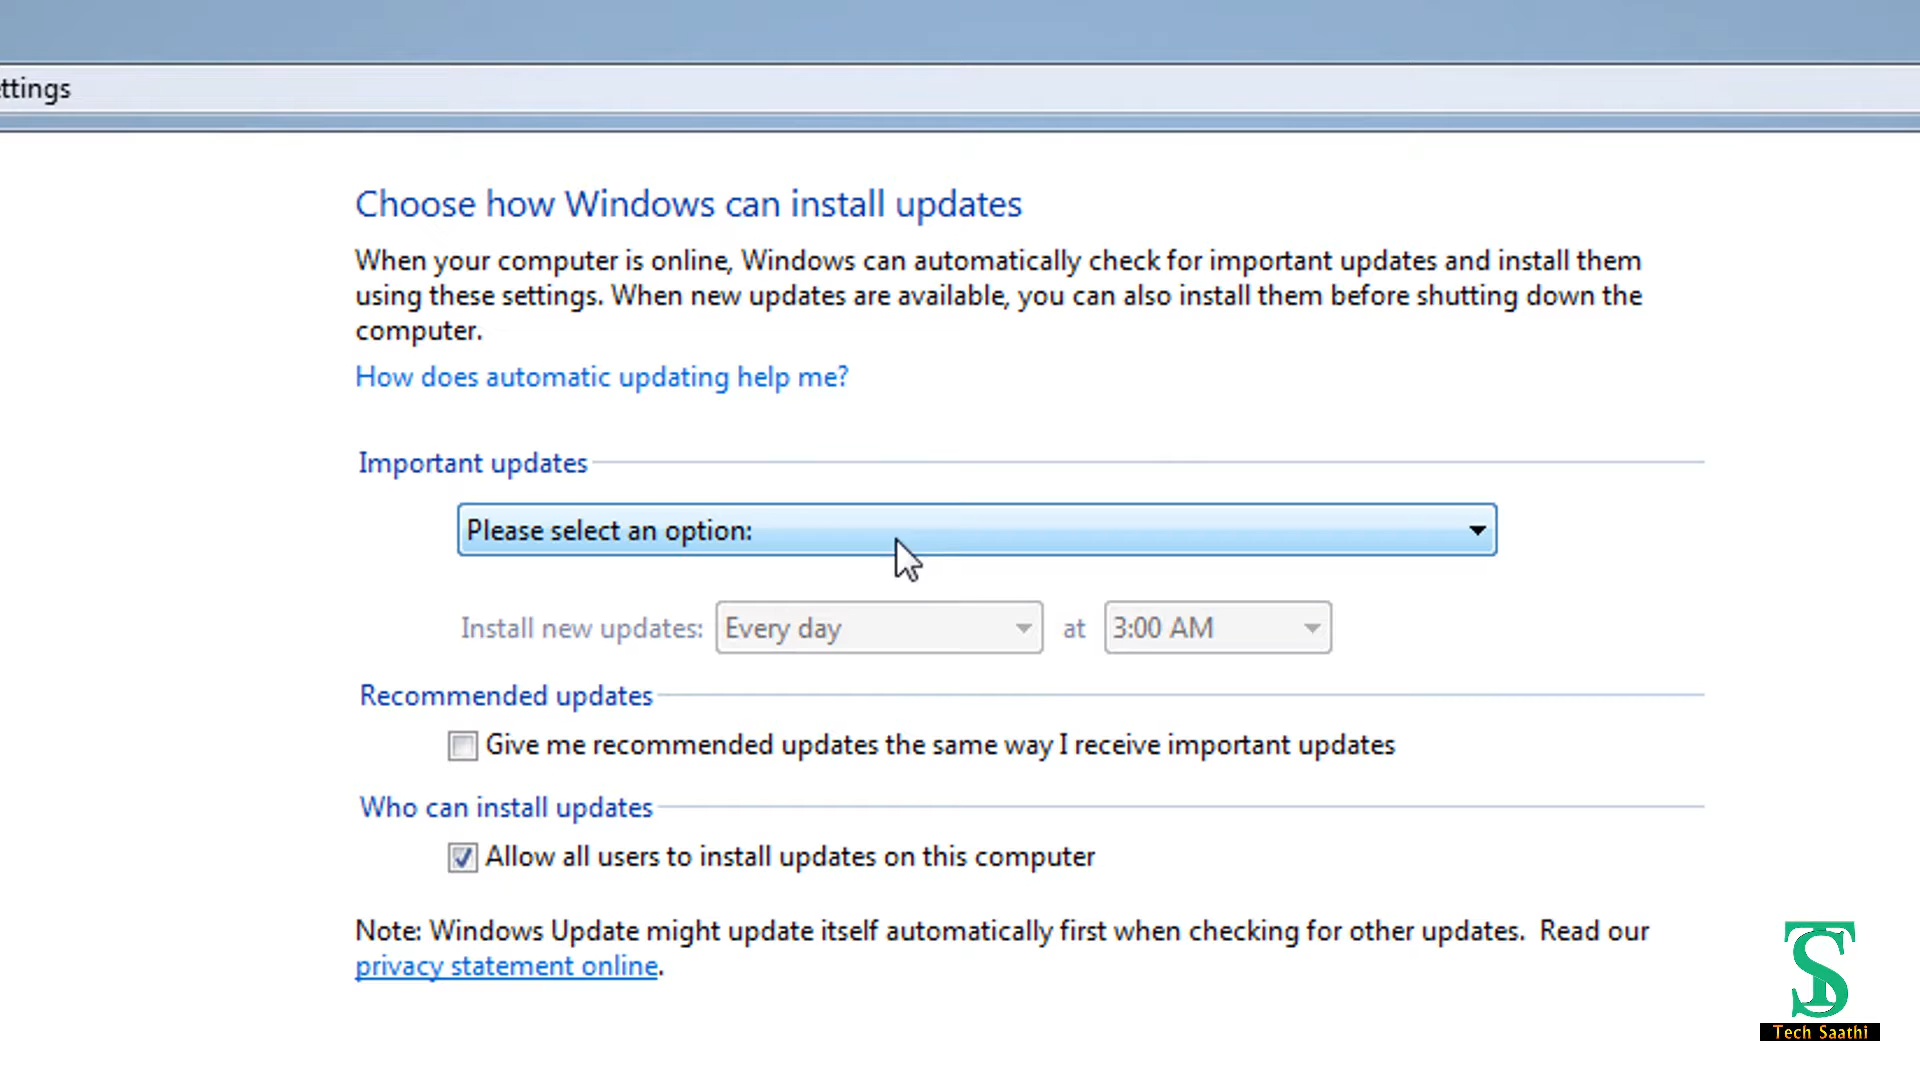 ttings
Choose how Windows can install updates
When your computer is online, Windows can automatically check for important updates and install them
using these settings. When new updates are available, you can also install them before shutting down the
computer.
How does automatic updating help me?
Important updates
Please select an option:
Install new updates: Every day at 3:00 AM
Recommended updates
Give me recommended updates the same way I receive important updates
Who can install updates
Allow all users to install updates on this computer
Note: Windows Update might update itself automatically first when checking for other updates. Read our
privacy statement online.
TS
Tech Saathi